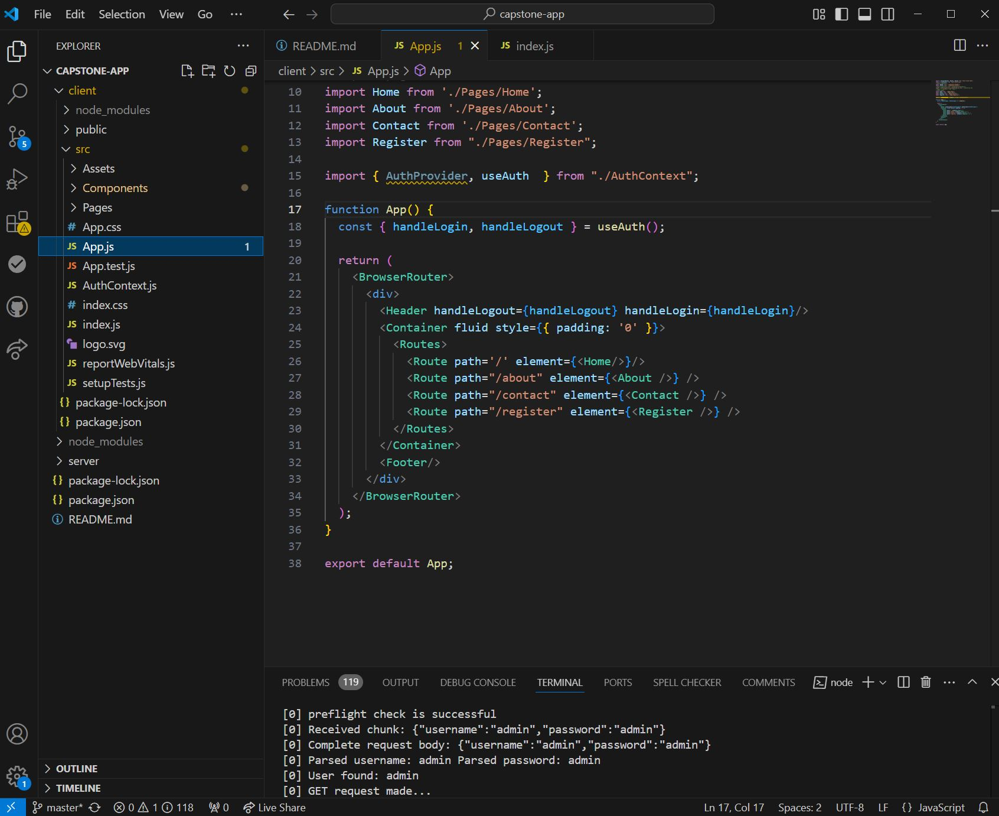 File Edit Selection View Go ··· capstone-app
EXPLORER ···
CAPSTONE-APP
client
node_modules
public
src
Assets
Components
Pages
# App.css
JS App.js 1
JS App.test.js
JS AuthContext.js
# index.css
JS index.js
logo.svg
JS reportWebVitals.js
JS setupTests.js
{} package-lock.json
{} package.json
node_modules
server
{} package-lock.json
{} package.json
README.md
OUTLINE
TIMELINE
5
1
README.md JS App.js 1 JS index.js ···
client > src > JS App.js > App
10 import Home from './Pages/Home';
11 import About from './Pages/About';
12 import Contact from './Pages/Contact';
13 import Register from "./Pages/Register";
14
15 import { AuthProvider, useAuth  } from "./AuthContext";
16
17 function App() {
18   const { handleLogin, handleLogout } = useAuth();
19
20   return (
21     <BrowserRouter>
22       <div>
23         <Header handleLogout={handleLogout} handleLogin={handleLogin}/>
24         <Container fluid style={{ padding: '0' }}>
25           <Routes>
26             <Route path='/' element={<Home/>}/>
27             <Route path="/about" element={<About />} />
28             <Route path="/contact" element={<Contact />} />
29             <Route path="/register" element={<Register />} />
30           </Routes>
31         </Container>
32         <Footer/>
33       </div>
34     </BrowserRouter>
35   );
36 }
37
38 export default App;
PROBLEMS 119 OUTPUT DEBUG CONSOLE TERMINAL PORTS SPELL CHECKER COMMENTS node ···
[0] preflight check is successful
[0] Received chunk: {"username":"admin","password":"admin"}
[0] Complete request body: {"username":"admin","password":"admin"}
[0] Parsed username: admin Parsed password: admin
[0] User found: admin
[0] GET request made...
master* 0 1 118 0 Live Share Ln 17, Col 17 Spaces: 2 UTF-8 LF {} JavaScript